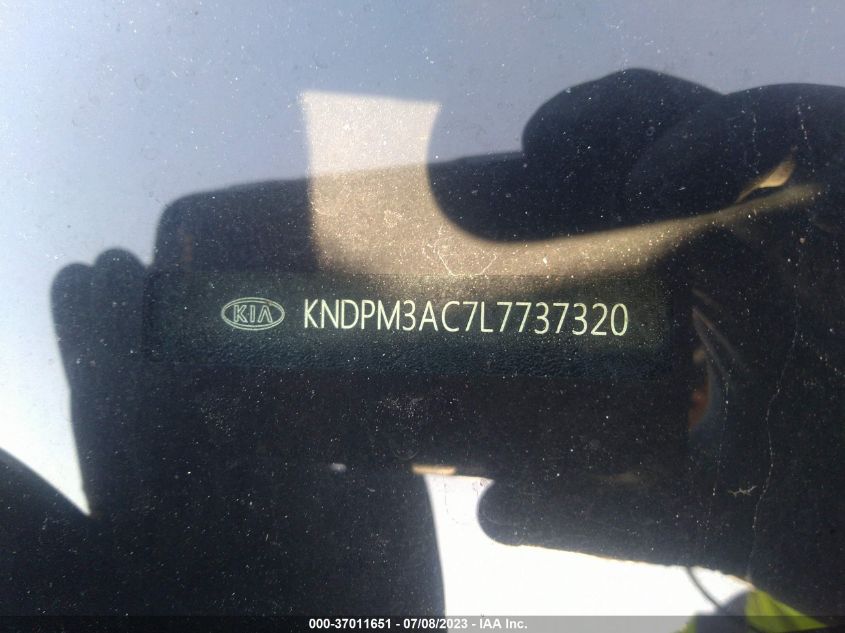 KIA KNDPM3AC7L7737320
000-37011651 - 07/08/2023 - IAA Inc.